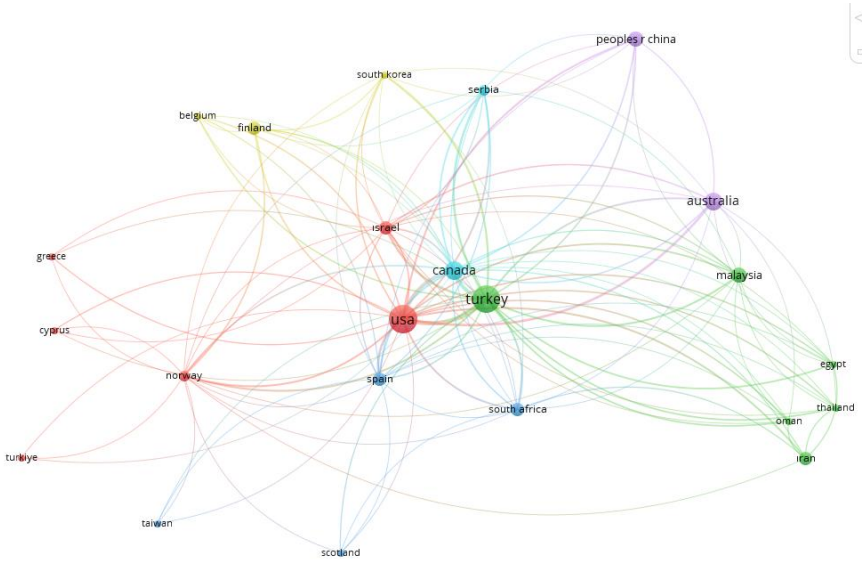 peoples r china
south korea
serbia
belgium
finland
australia
israel
greece
canada
malaysia
turkey
usa
cyprus
egypt
norway
spain
thailand
south africa
oman
turkiye
iran
taiwan
scotland